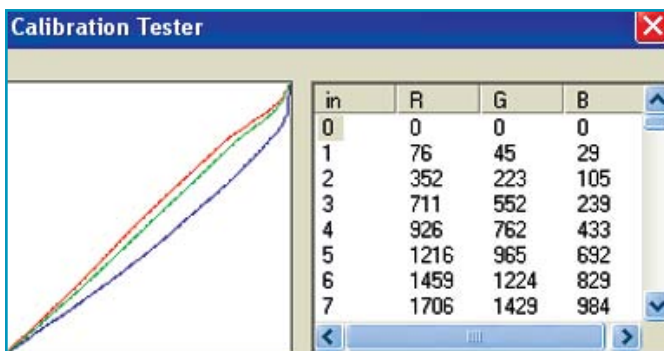 Calibration Tester
in R G B
0 0 0 0
1 76 45 29
2 352 223 105
3 711 552 239
4 926 762 433
5 1216 965 692
6 1459 1224 829
7 1706 1429 984